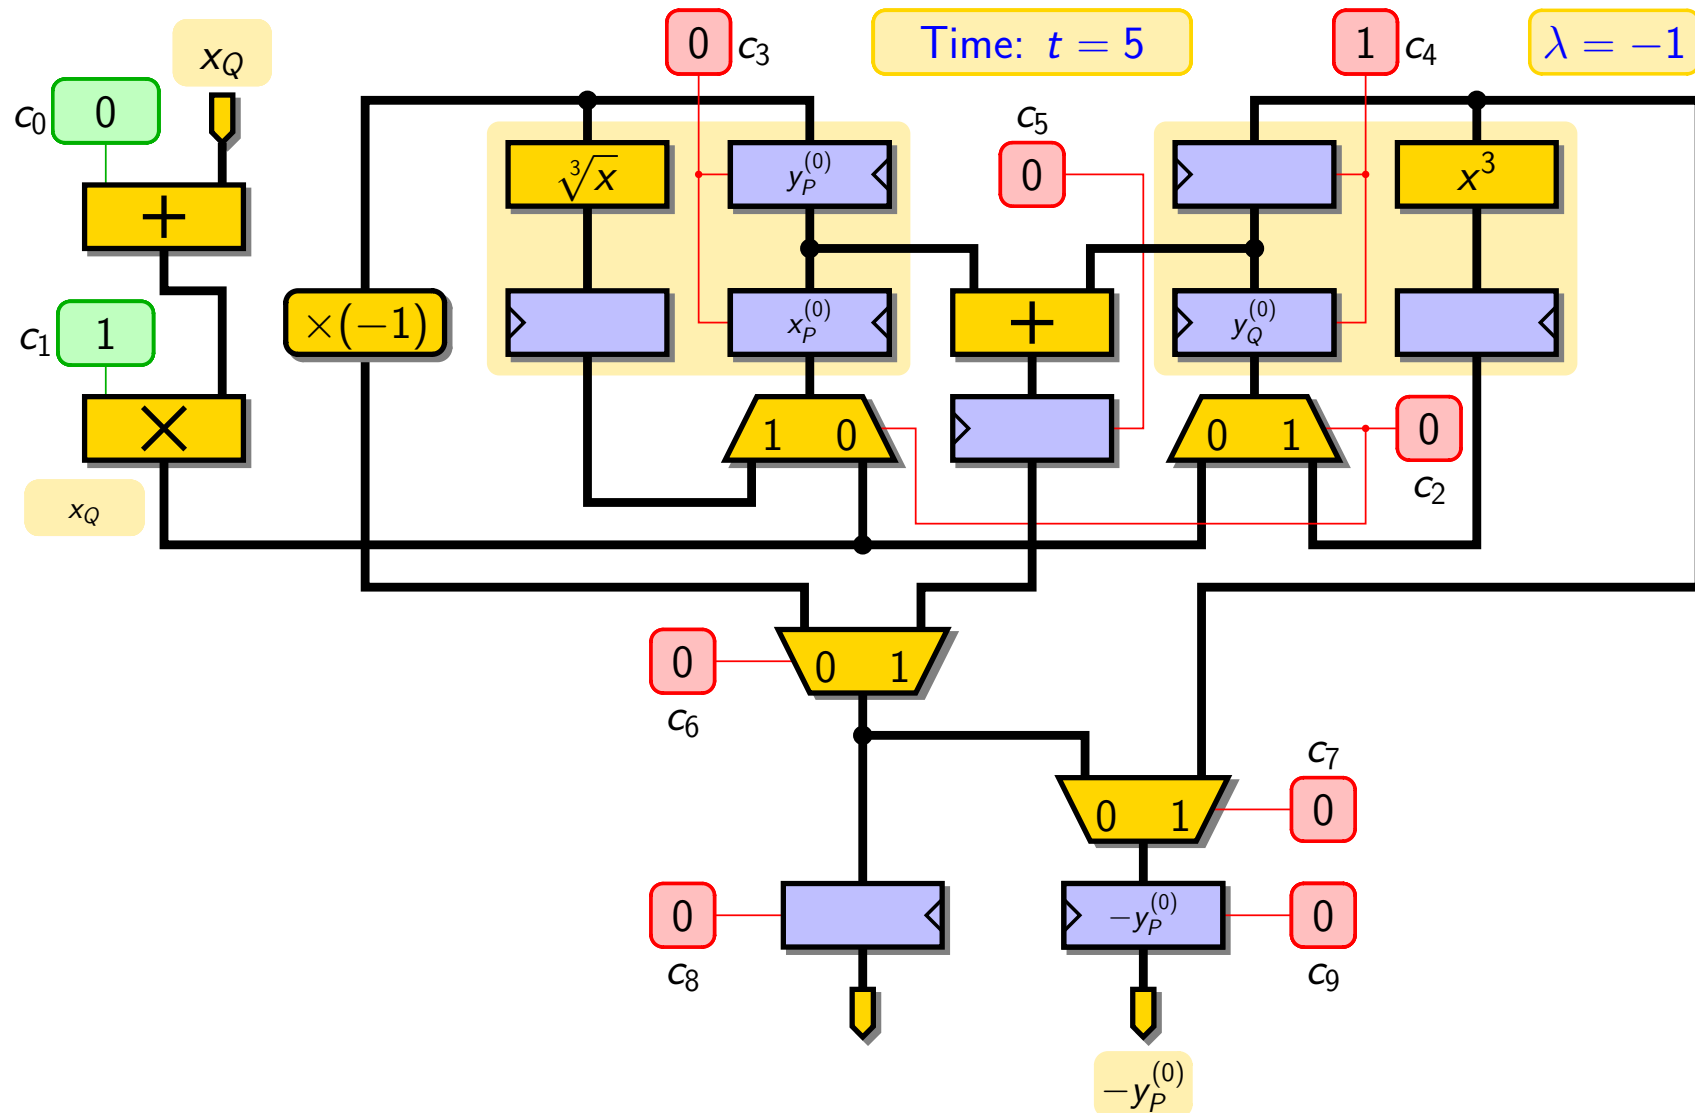 0 c₃ Time: t = 5 1 c₄ λ = −1
x_Q
c₀ 0
c₅
0
∛x y_P^(0) x³
+
c₁ 1
×(−1) x_P^(0) + y_Q^(0)
×
1 0 0 1 0
c₂
x_Q
0 0 1
c₆
c₇
0 1 0
0 −y_P^(0) 0
c₈ c₉
−y_P^(0)